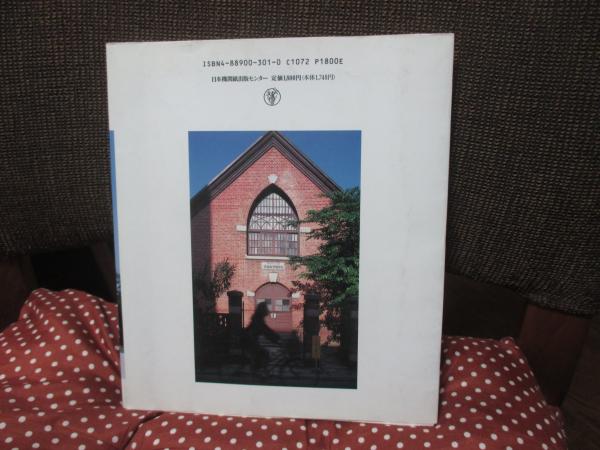 ISBN4-88900-301-0 C1072 P1800E
日本機関紙出版センター 定価1,800円(本体1,748円)